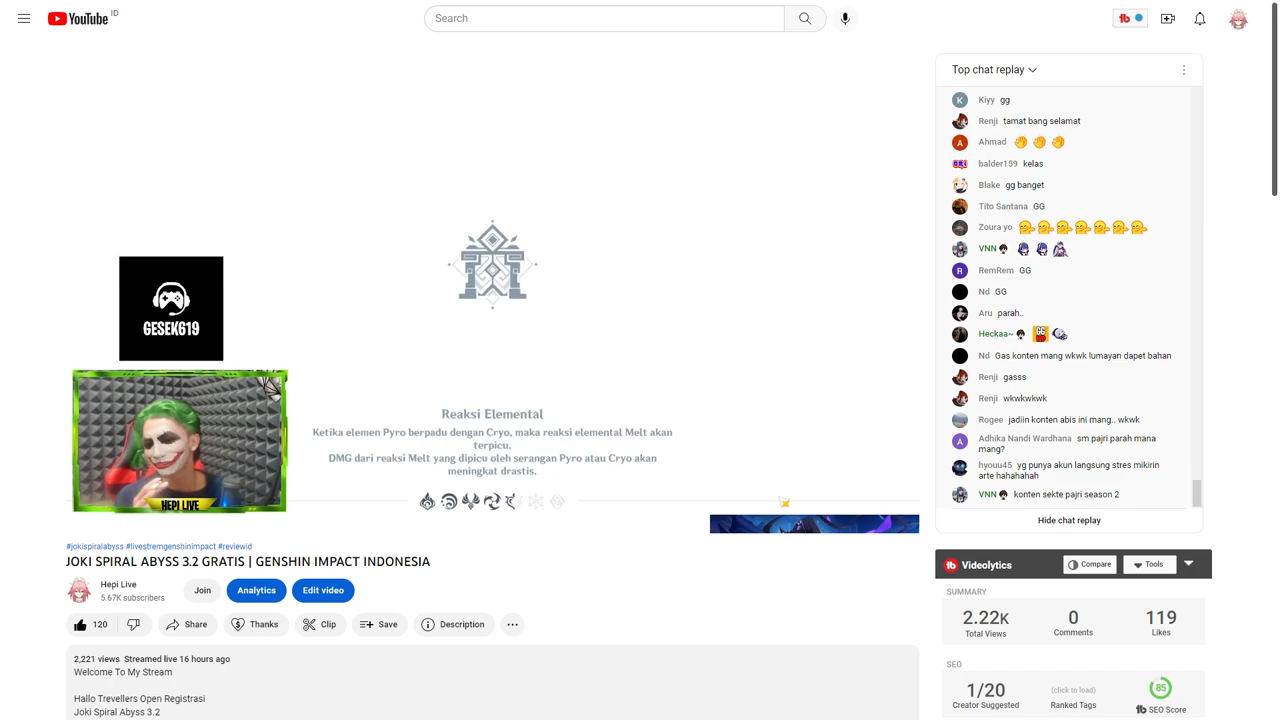 YouTube ID
Search
tb
Top chat replay
Kiyy gg
Renji tamat bang selamat
A Ahmad
balder159 kelas
Blake gg banget
Tito Santana GG
Zoura yo
VNN
R RemRem GG
Nd GG
Aru parah..
Heckaa~
Nd Gas konten mang wkwk lumayan dapet bahan
Renji gasss
Renji wkwkwkwk
Rogee jadiin konten abis ini mang.. wkwk
A Adhika Nandi Wardhana sm pajri parah mana
mang?
hyouu45 yg punya akun langsung stres mikirin
arte hahahahah
VNN konten sekte pajri season 2
Hide chat replay
GESEK619
HEPI LIVE
Reaksi Elemental
Ketika elemen Pyro berpadu dengan Cryo, maka reaksi elemental Melt akan
terpicu.
DMG dari reaksi Melt yang dipicu oleh serangan Pyro atau Cryo akan
meningkat drastis.
#jokispiralabyss #livestremgenshinimpact #reviewid
JOKI SPIRAL ABYSS 3.2 GRATIS | GENSHIN IMPACT INDONESIA
Hepi Live
5.67K subscribers
Join
Analytics
Edit video
120
Share
Thanks
Clip
Save
Description
2,221 views Streamed live 16 hours ago
Welcome To My Stream
Hallo Trevellers Open Registrasi
Joki Spiral Abyss 3.2
tb Videolytics
Compare
Tools
SUMMARY
2.22K
Total Views
0
Comments
119
Likes
SEO
1/20
Creator Suggested
(click to load)
Ranked Tags
85
tb SEO Score